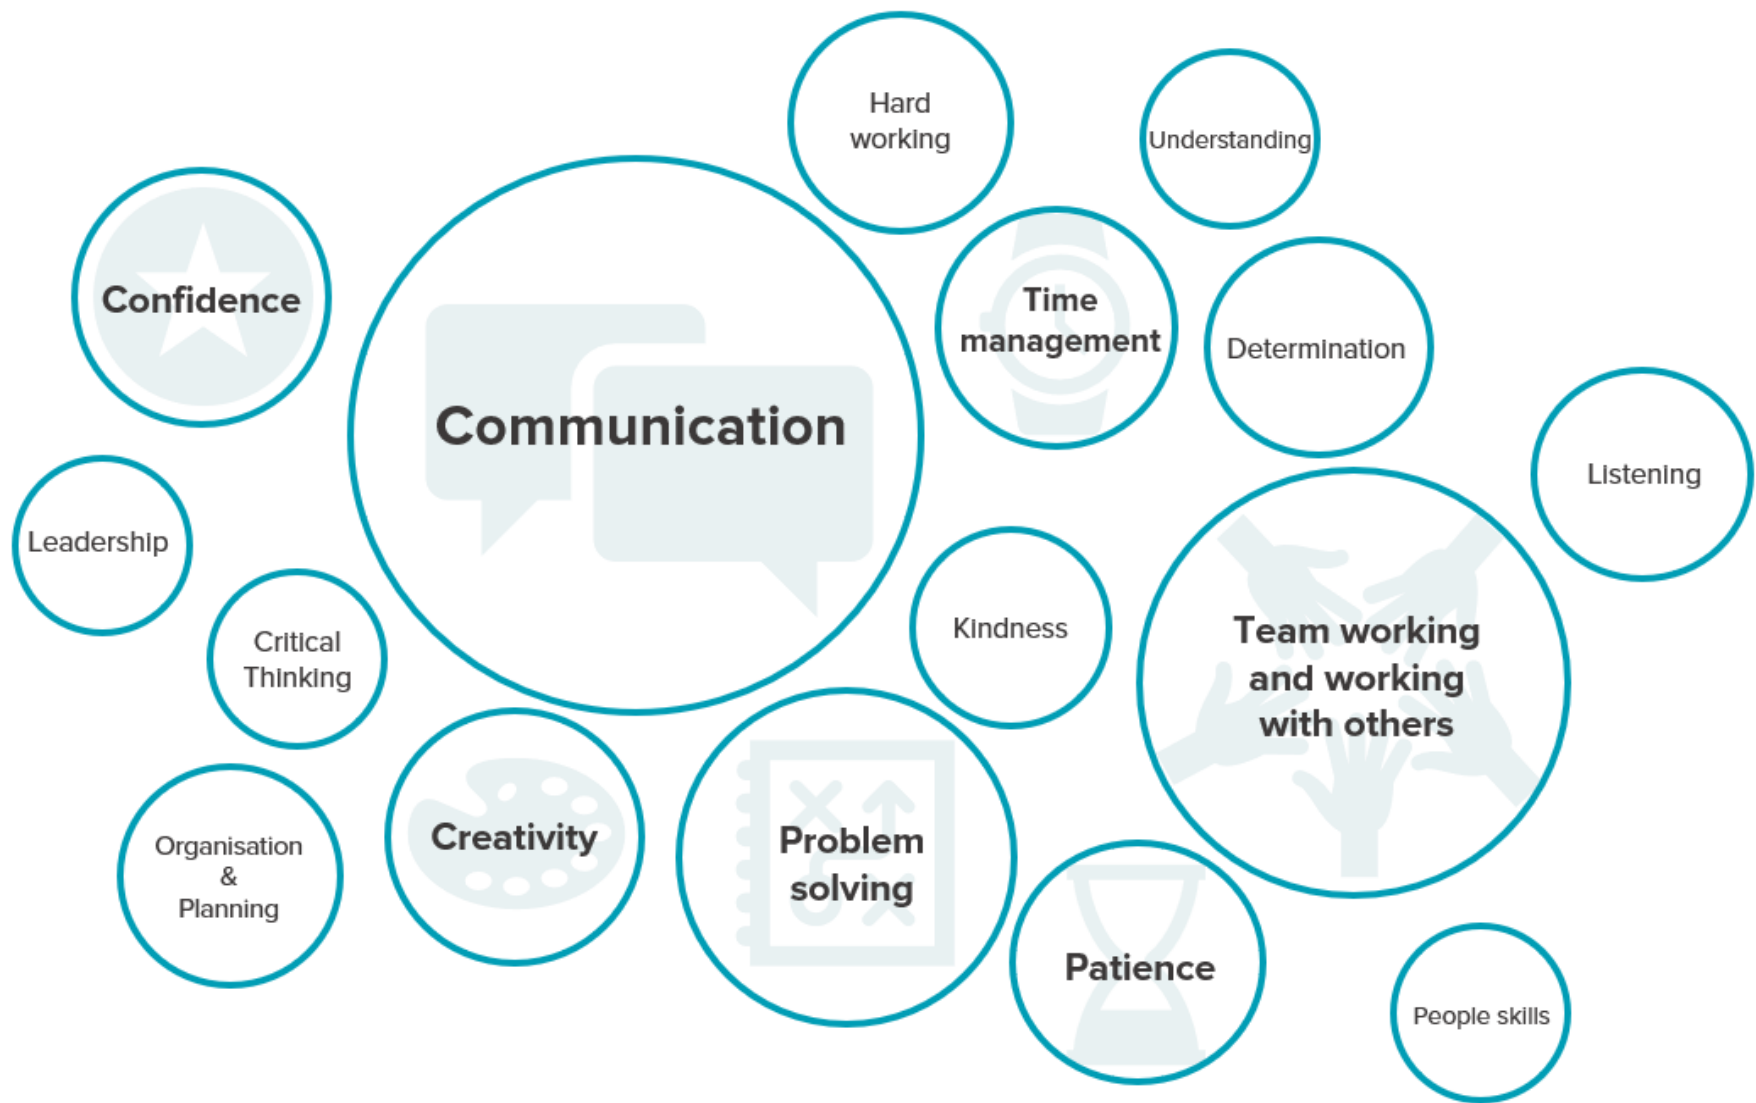 Hard
working
Understanding
Confidence
Time
management
Determination
Communication
Listening
Leadership
Critical
Thinking
Kindness
Team working
and working
with others
Organisation
&
Planning
Creativity
Problem
solving
Patience
People skills